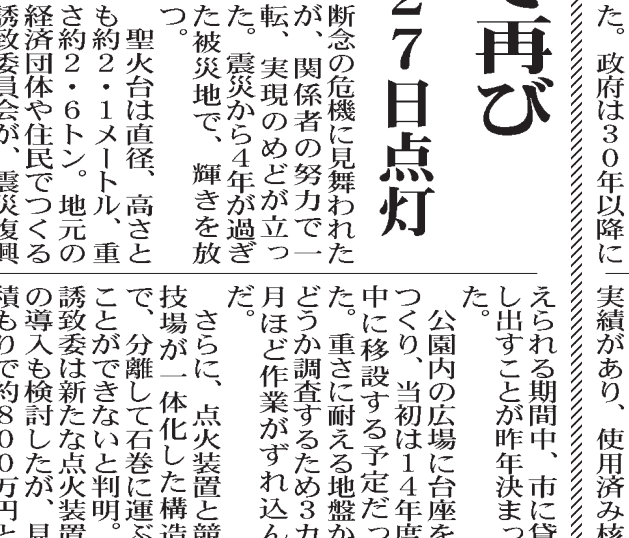 た。政府は30年以降に
実績があり、使用済み核
再び
27日点灯
断念の危機に見舞われた
が、関係者の努力で一
転、実現のめどが立っ
た。震災から4年が過ぎ
た被災地で、輝きを放
つ。
聖火台は直径、高さと
も約2・1メートル、重
さ約2・6トン。地元の
経済団体や住民でつくる
誘致委員会が、震災復興
えられる期間中、市に貸
し出すことが昨年決まっ
た。
公園内の広場に台座を
つくり、当初は14年度
中に移設する予定だっ
た。重さに耐える地盤か
どうか調査するため3カ
月ほど作業がずれ込ん
だ。
さらに、点火装置と競
技場が一体化した構造
で、分離して石巻に運ぶ
ことができないと判明。
誘致委は新たな点火装置
の導入も検討したが、見
積もりで約800万円と